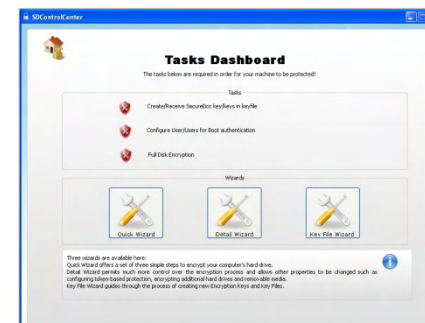 SDControlCenter
Tasks Dashboard
The tasks below are required in order for your machine to be protected!
Tasks
Create/Receive SecureDoc key/keys in keyfile
Configure User/Users for Boot authentication
Full Disk Encryption
Wizards
Quick Wizard
Detail Wizard
Key File Wizard
Three wizards are available here:
Quick Wizard offers a set of three simple steps to encrypt your computer's hard drive.
Detail Wizard permits much more control over the encryption process and allows other properties to be changed such as
configuring token-based protection, encrypting additional hard drives and removable media.
Key File Wizard guides through the process of creating new Encryption Keys and Key Files.